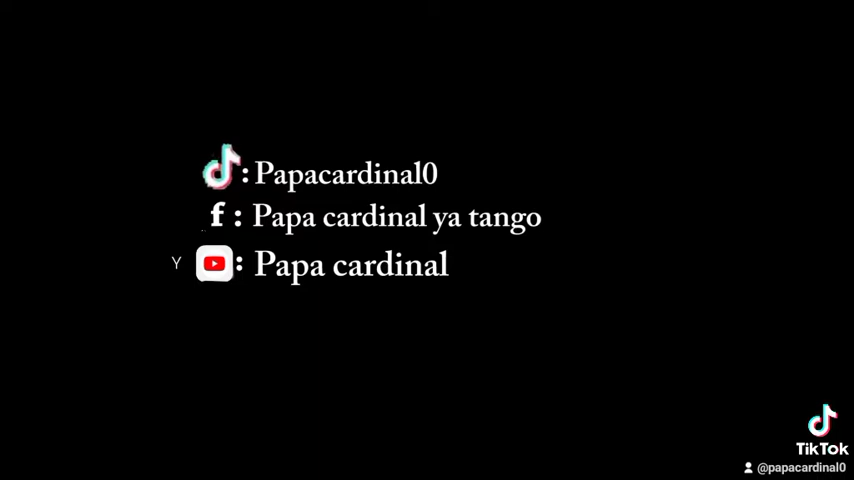 : Papacardinal0
f : Papa cardinal ya tango
Y : Papa cardinal
TikTok
@papacardinal0